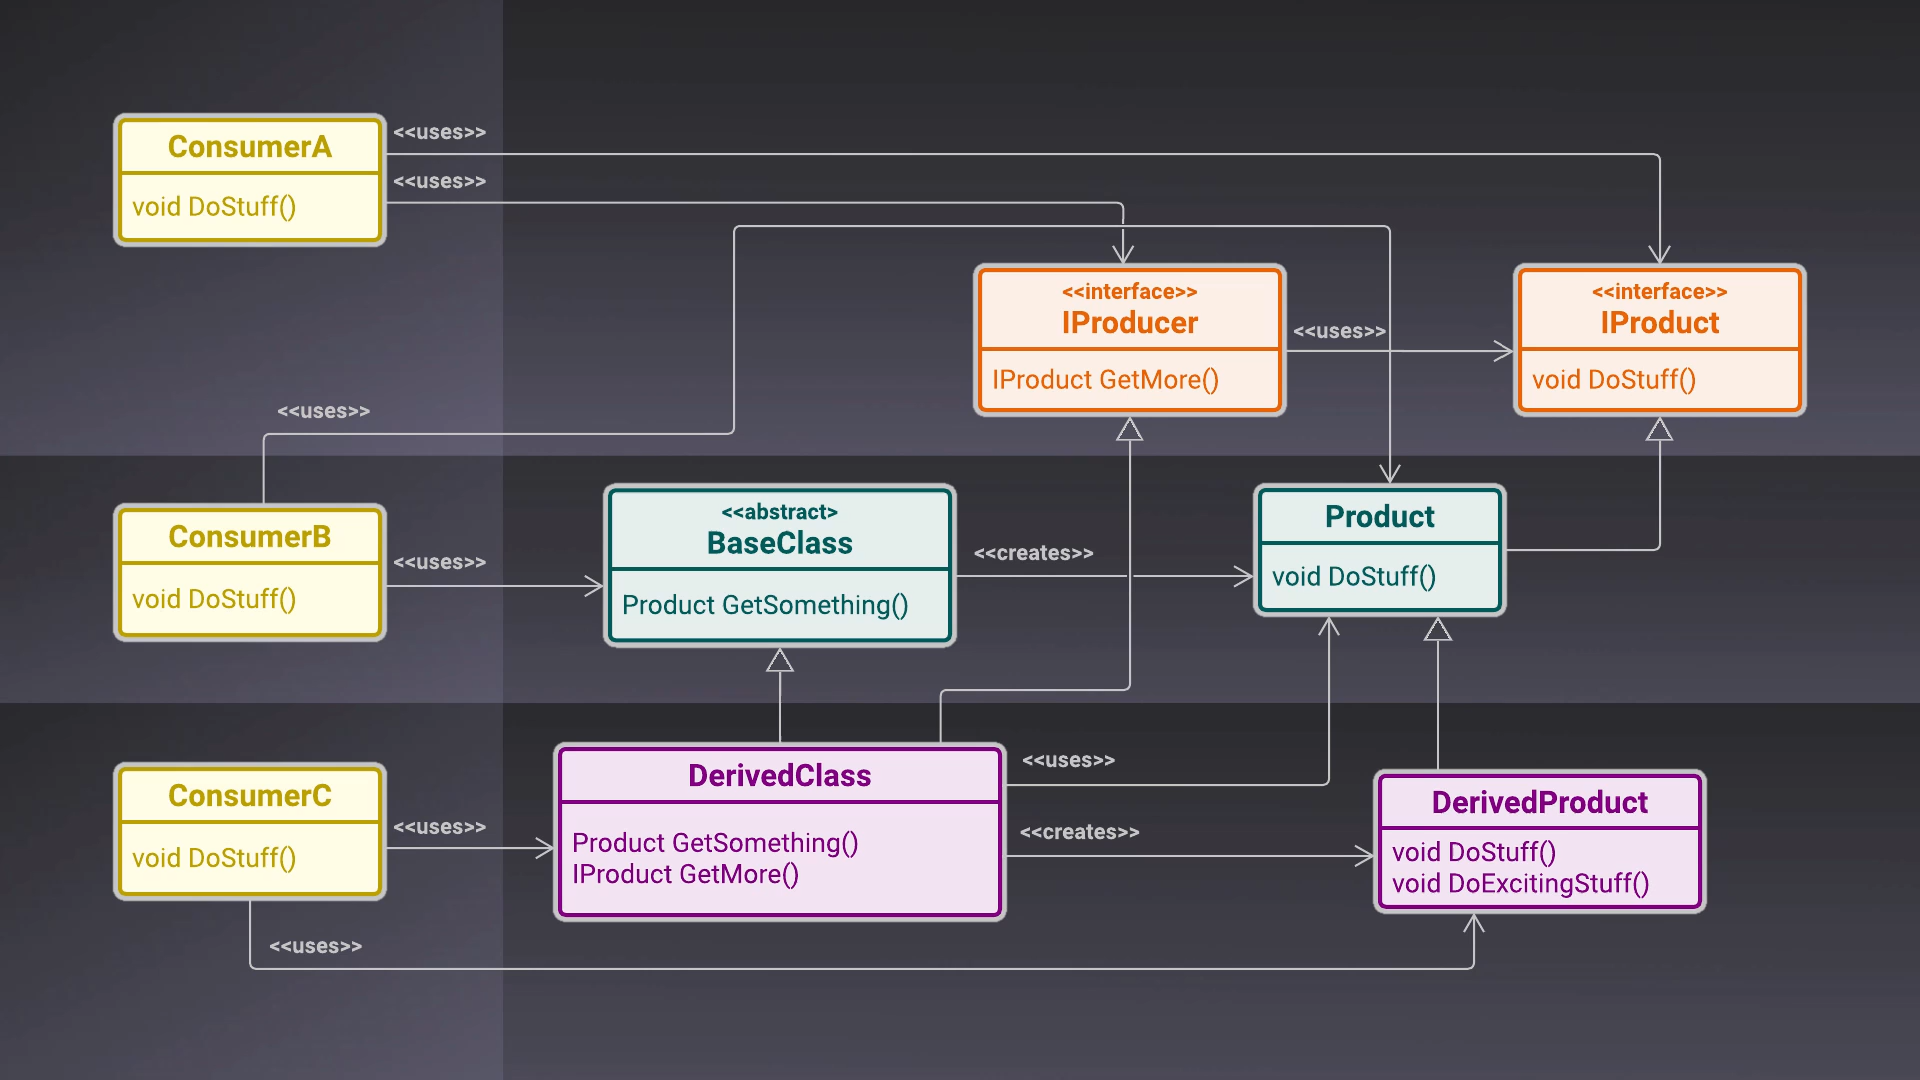 ConsumerA
void DoStuff()
<<uses>>
<<uses>>
<<interface>>
IProducer
IProduct GetMore()
<<uses>>
<<interface>>
IProduct
void DoStuff()
<<uses>>
ConsumerB
void DoStuff()
<<uses>>
<<abstract>
BaseClass
Product GetSomething()
<<creates>>
Product
void DoStuff()
ConsumerC
void DoStuff()
<<uses>>
<<uses>>
DerivedClass
Product GetSomething()
IProduct GetMore()
<<uses>>
<<creates>>
DerivedProduct
void DoStuff()
void DoExcitingStuff()